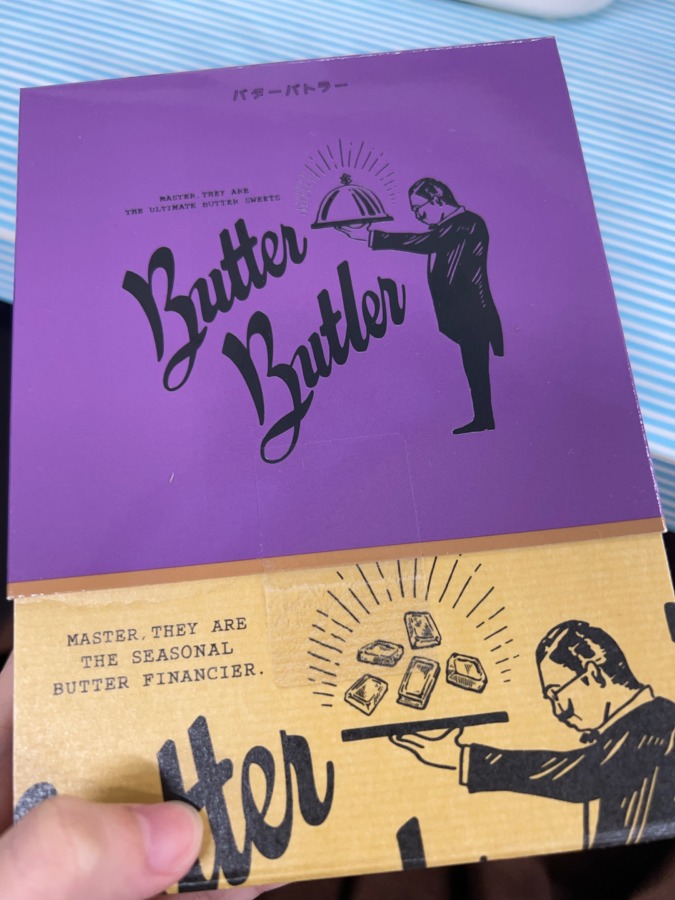 バターバトラー
MASTER, THEY ARE
THE ULTIMATE BUTTER SWEETS
Butter
Butler
MASTER, THEY ARE
THE SEASONAL
BUTTER FINANCIER.